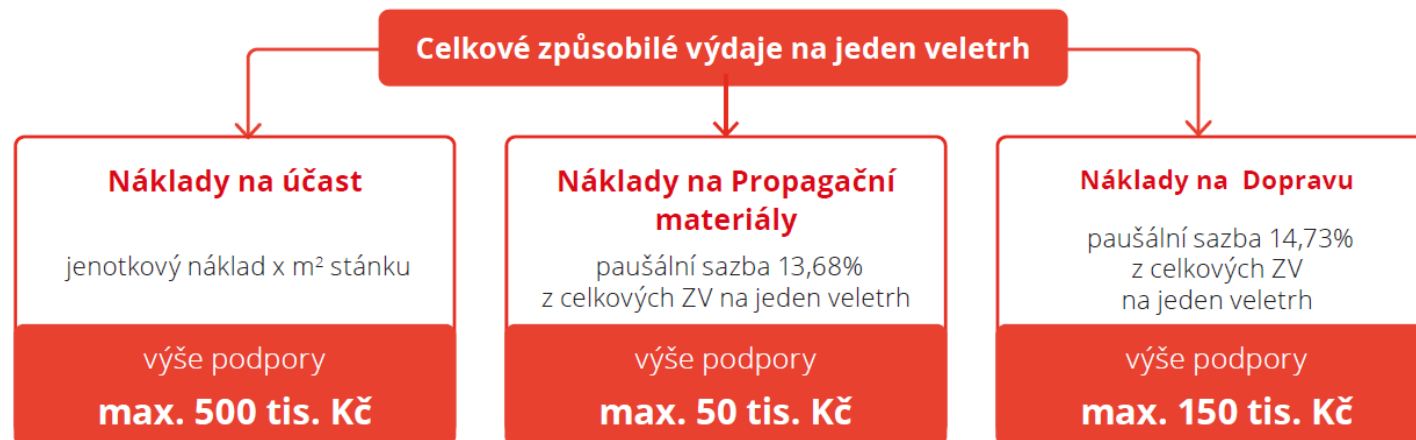 Celkové způsobilé výdaje na jeden veletrh
Náklady na účast
jenotkový náklad x m² stánku
výše podpory
max. 500 tis. Kč
Náklady na Propagační
materiály
paušální sazba 13,68%
z celkových ZV na jeden veletrh
výše podpory
max. 50 tis. Kč
Náklady na Dopravu
paušální sazba 14,73%
z celkových ZV
na jeden veletrh
výše podpory
max. 150 tis. Kč